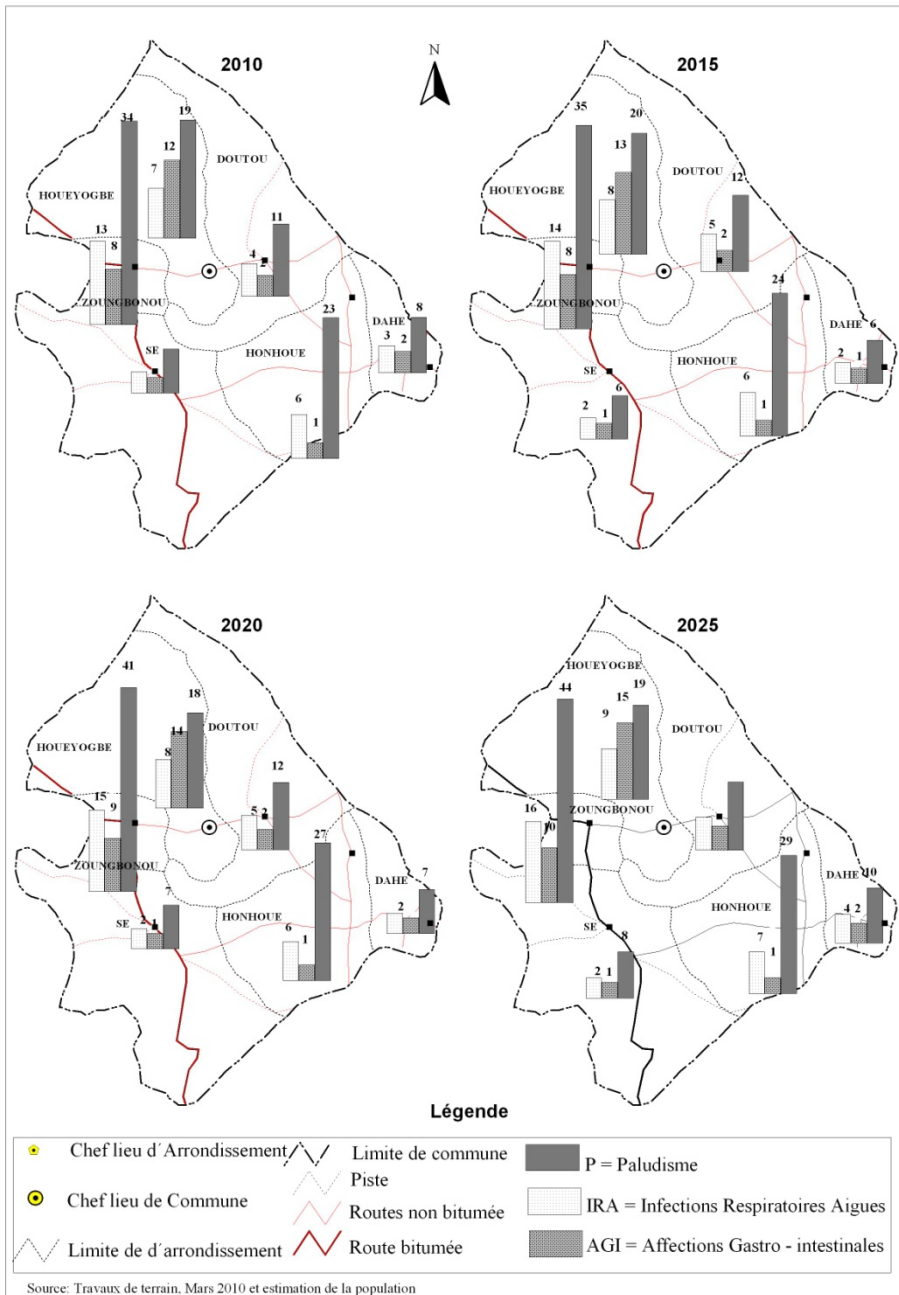 N
2010
34
19
12
7
DOUTOU
HOUEYOGBE
13
8
11
4
2
ZOUNGBONOU
23
DAHE
8
3
2
SE
HONHOUE
6
1
2015
35
20
13
8
DOUTOU
HOUEYOGBE
14
8
12
5
2
ZOUNGBONOU
24
DAHE
6
2
1
HONHOUE
SE
6
1
6
2
1
2020
41
18
14
8
DOUTOU
HOUEYOGBE
12
15
9
5
2
ZOUNGBONOU
27
DAHE
7
2
7
SE
2
1
HONHOUE
6
1
2025
HOUEYOGBE
44
19
15
9
DOUTOU
16
10
ZOUNGBONOU
29
DAHE
10
4
2
HONHOUE
SE
8
2
1
7
1
Légende
Chef lieu d´Arrondissement
Chef lieu de Commune
Limite de d´arrondissement
Limite de commune
Piste
Routes non bitumée
Route bitumée
P = Paludisme
IRA = Infections Respiratoires Aigues
AGI = Affections Gastro - intestinales
Source: Travaux de terrain, Mars 2010 et estimation de la population